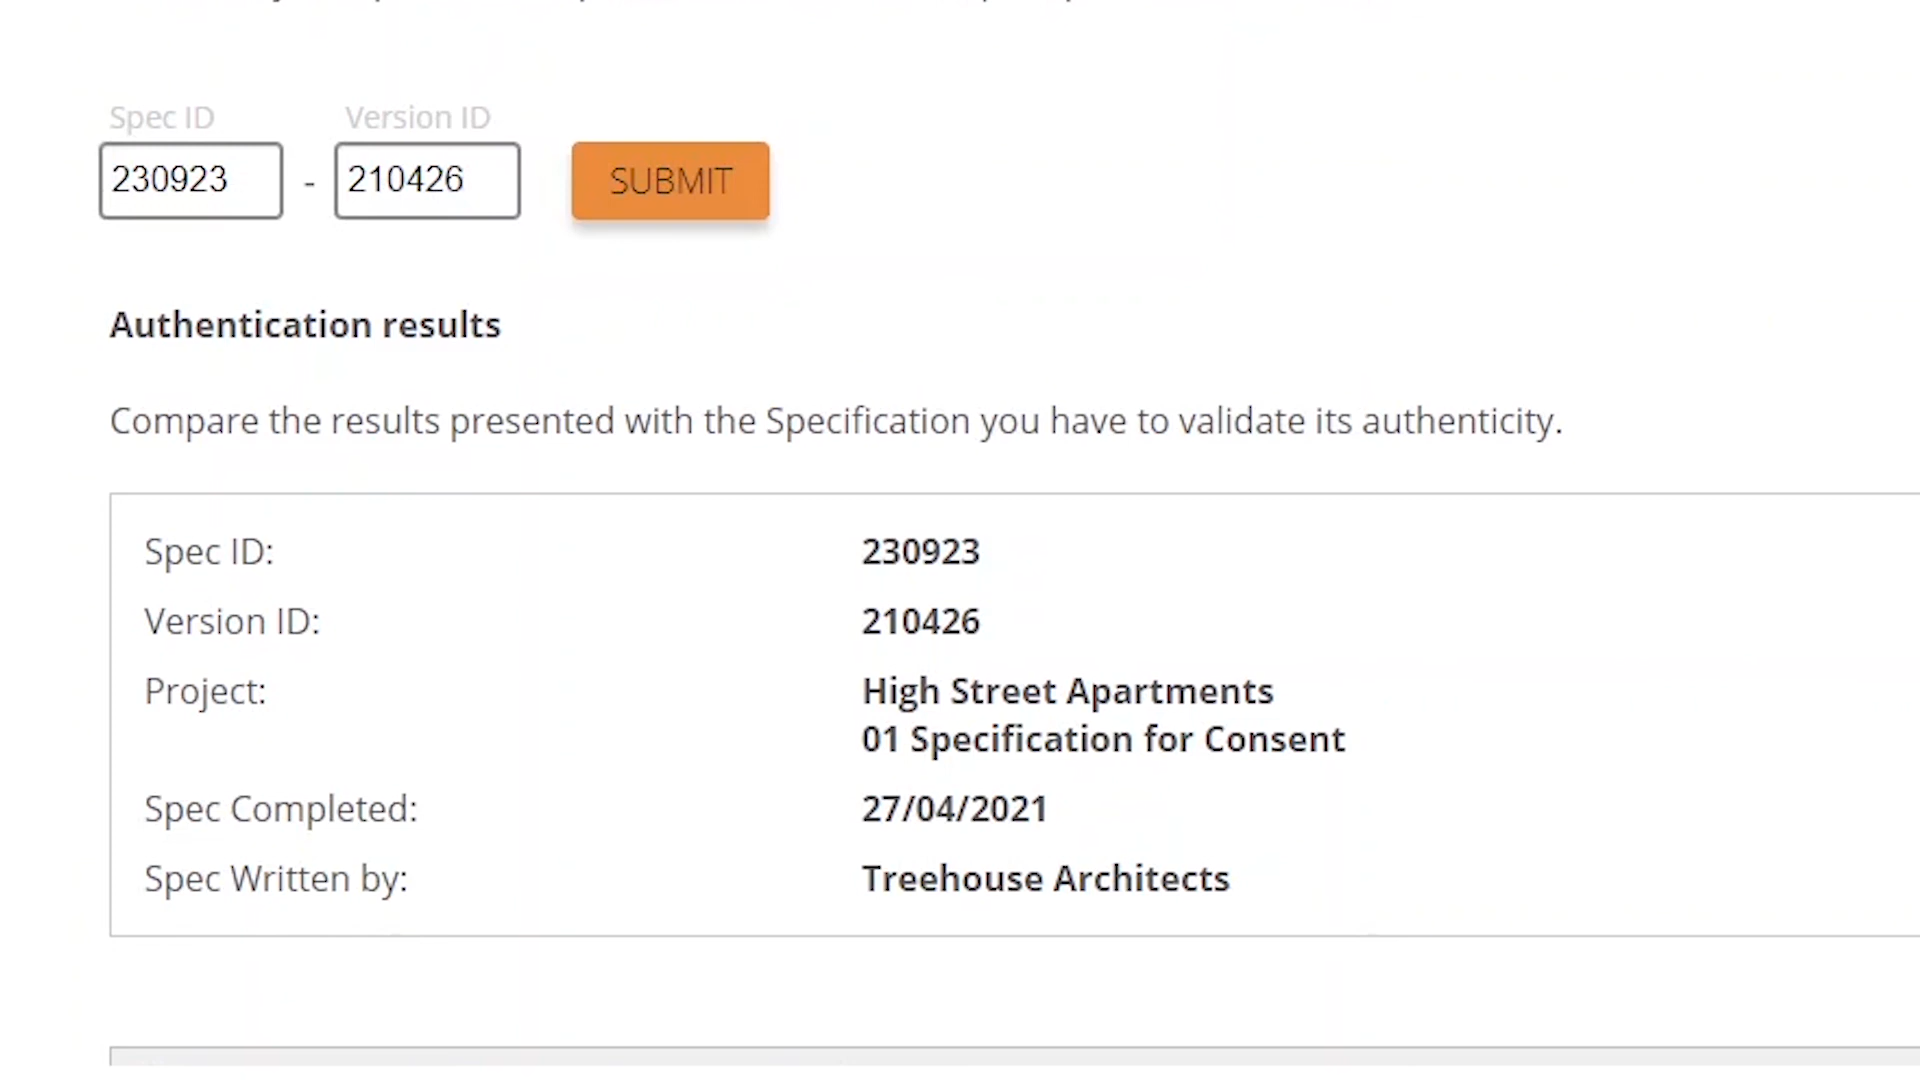 Spec ID Version ID
230923 - 210426 SUBMIT
Authentication results
Compare the results presented with the Specification you have to validate its authenticity.
Spec ID: 230923
Version ID: 210426
Project: High Street Apartments
01 Specification for Consent
Spec Completed: 27/04/2021
Spec Written by: Treehouse Architects